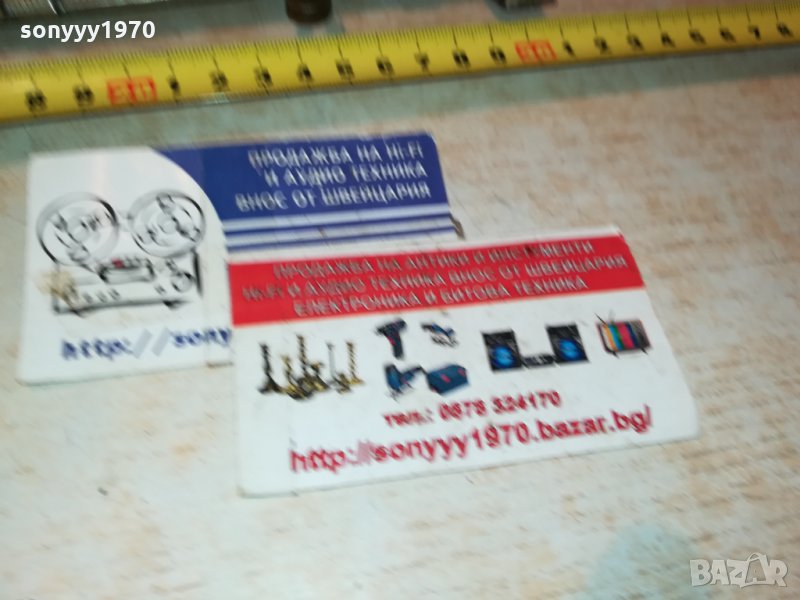 sonyyy1970
ПРОДАЖБА НА HI-FI
И АУДИО ТЕХНИКА
ВНОС ОТ ШВЕЙЦАРИЯ
http://sony
ПРОДАЖБА НА АНТИКИ И ИНСТЕМЕНТИ
HI-FI И АУДИО ТЕХНИКА ВНОС ОТ ШВЕЙЦАРИЯ
ЕЛЕКТРОНИКА И БИТОВА ТЕХНИКА
тел.: 0878 324170
http://sonyyy1970.bazar.bg/
BAZAR